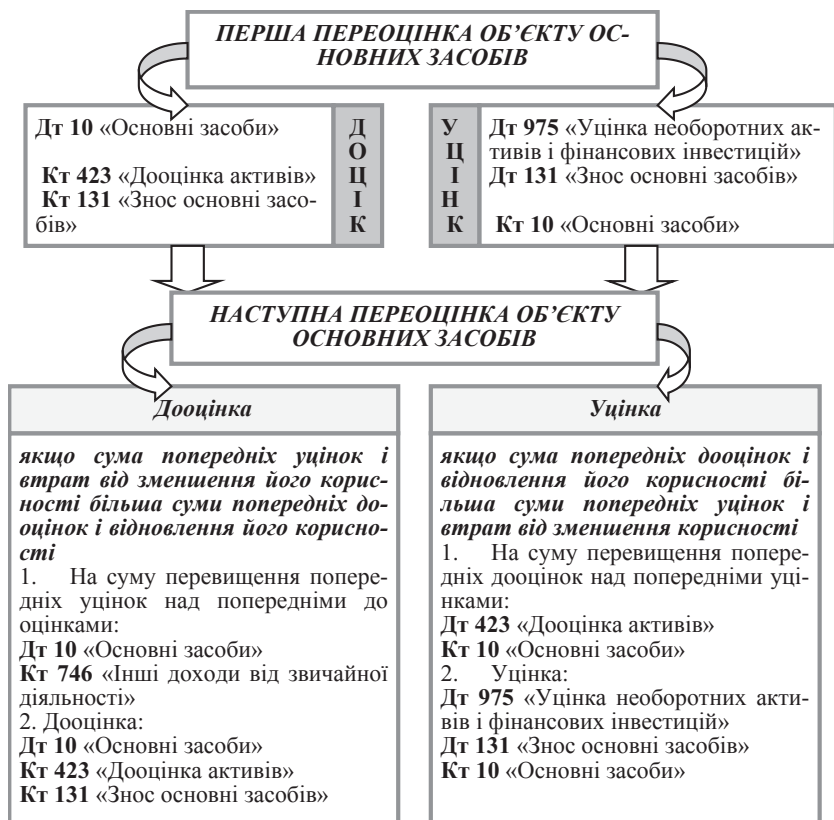 ПЕРША ПЕРЕОЦІНКА ОБ’ЄКТУ ОС-
НОВНИХ ЗАСОБІВ
Дт 10 «Основні засоби»
Кт 423 «Дооцінка активів»
Кт 131 «Знос основні засо-
бів»
Д
О
Ц
І
К
У
Ц
І
Н
К
Дт 975 «Уцінка необоротних ак-
тивів і фінансових інвестицій»
Дт 131 «Знос основні засобів»
Кт 10 «Основні засоби»
НАСТУПНА ПЕРЕОЦІНКА ОБ’ЄКТУ
ОСНОВНИХ ЗАСОБІВ
Дооцінка
якщо сума попередніх уцінок і
втрат від зменшення його корис-
ності більша суми попередніх до-
оцінок і відновлення його корисно-
сті
1. На суму перевищення попере-
дніх уцінок над попередніми до
оцінками:
Дт 10 «Основні засоби»
Кт 746 «Інші доходи від звичайної
діяльності»
2. Дооцінка:
Дт 10 «Основні засоби»
Кт 423 «Дооцінка активів»
Кт 131 «Знос основні засобів»
Уцінка
якщо сума попередніх дооцінок і
відновлення його корисності бі-
льша суми попередніх уцінок і
втрат від зменшення корисності
1. На суму перевищення попере-
дніх дооцінок над попередніми уці-
нками:
Дт 423 «Дооцінка активів»
Кт 10 «Основні засоби»
2. Уцінка:
Дт 975 «Уцінка необоротних акти-
вів і фінансових інвестицій»
Дт 131 «Знос основні засобів»
Кт 10 «Основні засоби»